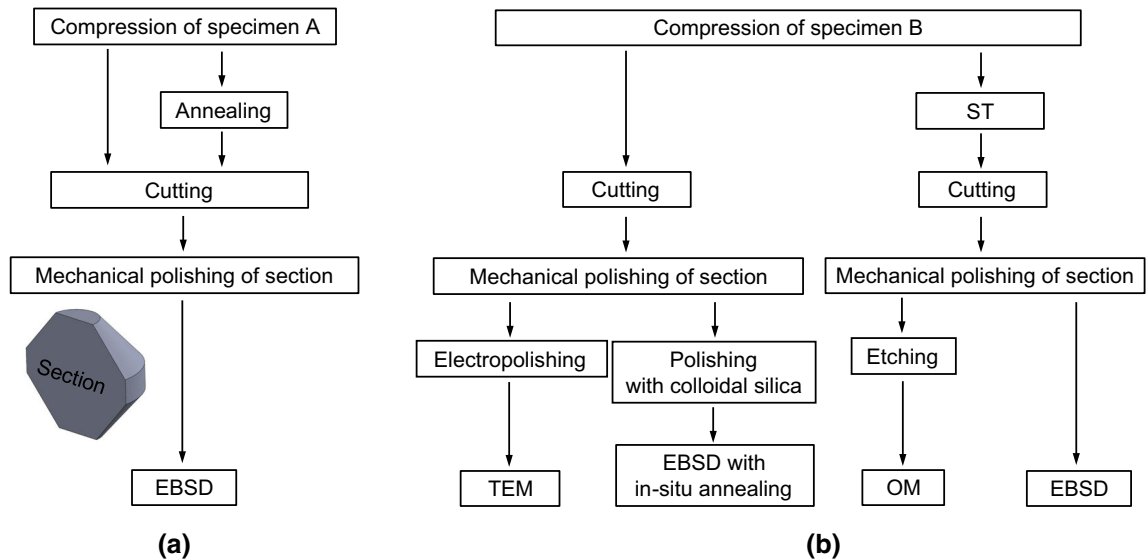 Compression of specimen A
Annealing
Cutting
Mechanical polishing of section
Section
EBSD
(a)
Compression of specimen B
ST
Cutting
Cutting
Mechanical polishing of section
Mechanical polishing of section
Electropolishing
Polishing
with colloidal silica
Etching
TEM
EBSD with
in-situ annealing
OM
EBSD
(b)